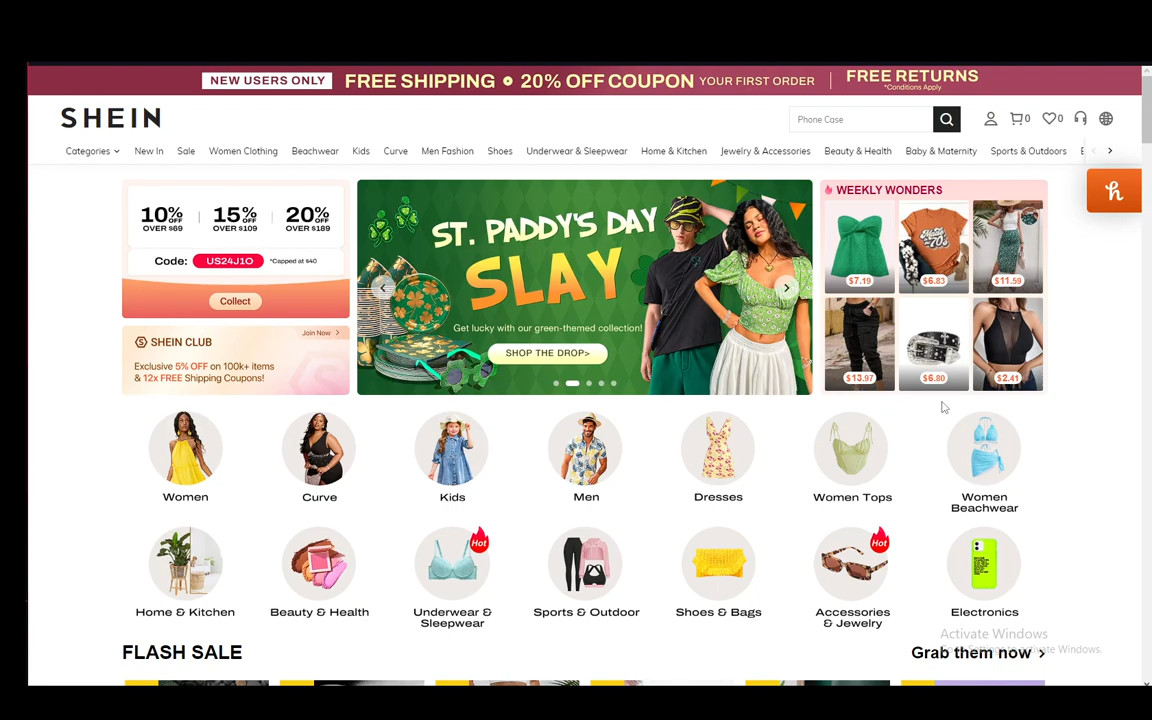 NEW USERS ONLY FREE SHIPPING 20% OFF COUPON YOUR FIRST ORDER FREE RETURNS
*Conditions Apply
SHEIN
Phone Case
0 0
Categories New In Sale Women Clothing Beachwear Kids Curve Men Fashion Shoes Underwear & Sleepwear Home & Kitchen Jewelry & Accessories Beauty & Health Baby & Maternity Sports & Outdoors
10% OFF 15% OFF 20% OFF
OVER $69 OVER $109 OVER $189
Code: US24J1O *Capped at $40
Collect
Join Now >
SHEIN CLUB
Exclusive 5% OFF on 100k+ items
& 12x FREE Shipping Coupons!
ST. PADDY'S DAY
SLAY
Get lucky with our green-themed collection!
SHOP THE DROP>
WEEKLY WONDERS
$7.19 $6.83 $11.59
$13.97 $6.80 $2.41
h
Women Curve Kids Men Dresses Women Tops Women
Beachwear
Hot Hot
Home & Kitchen Beauty & Health Underwear & Sports & Outdoor Shoes & Bags Accessories Electronics
Sleepwear & Jewelry
Activate Windows
FLASH SALE Grab them now >
activate Windows.